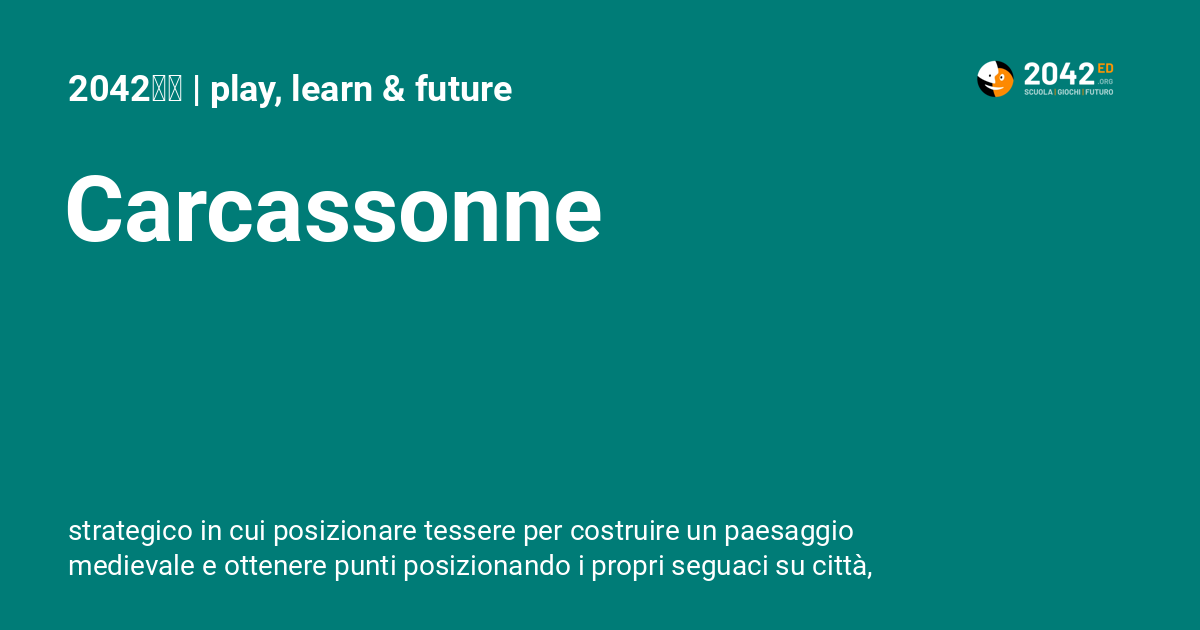 2042 | play, learn & future
2042 ED
.ORG
SCUOLA | GIOCHI | FUTURO
Carcassonne
strategico in cui posizionare tessere per costruire un paesaggio
medievale e ottenere punti posizionando i propri seguaci su città,